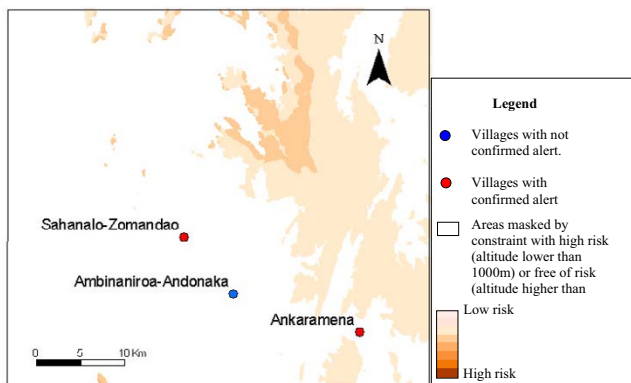 N
Sahanalo-Zomandao
Ambinaniroa-Andonaka
Ankaramena
0 5 10 Km
Legend
Villages with not
confirmed alert.
Villages with
confirmed alert
Areas masked by
constraint with high risk
(altitude lower than
1000m) or free of risk
(altitude higher than
Low risk
High risk